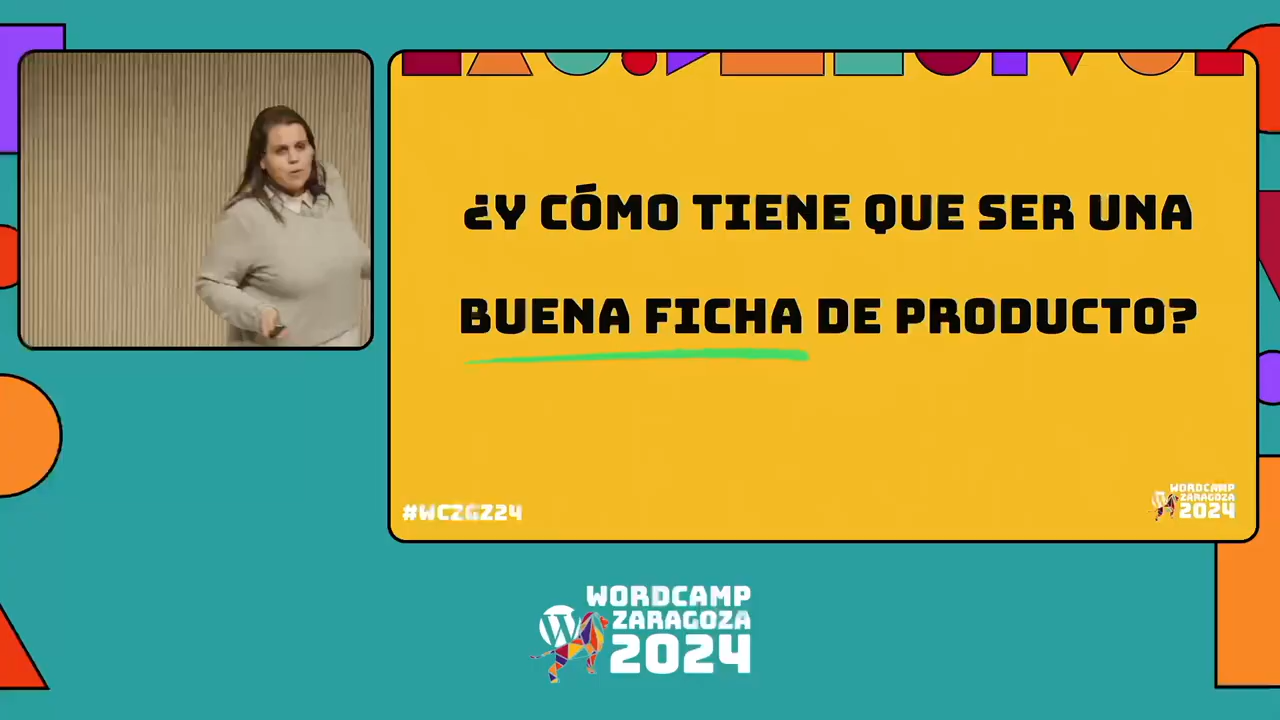 ¿Y CÓMO TIENE QUE SER UNA
BUENA FICHA DE PRODUCTO?
#WCZGZ24
WORDCAMP
ZARAGOZA
2024
WORDCAMP
ZARAGOZA
2024